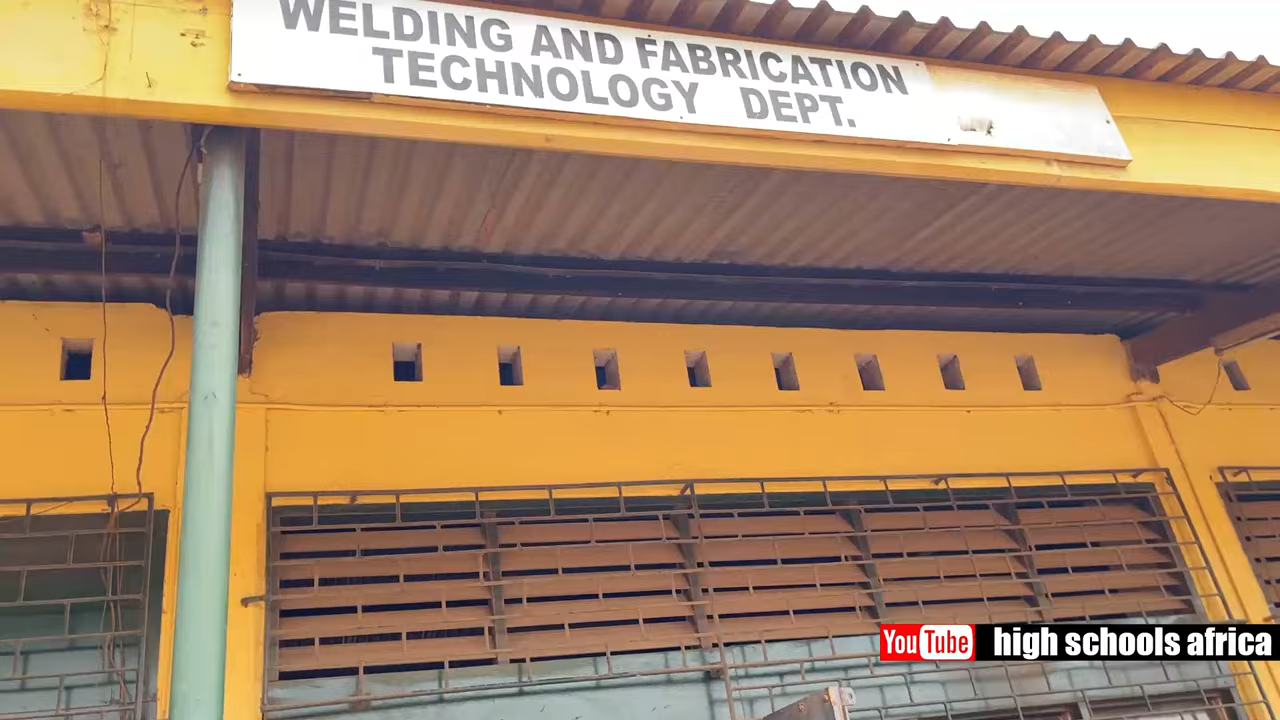 WELDING AND FABRICATION
TECHNOLOGY DEPT.
YouTube high schools africa